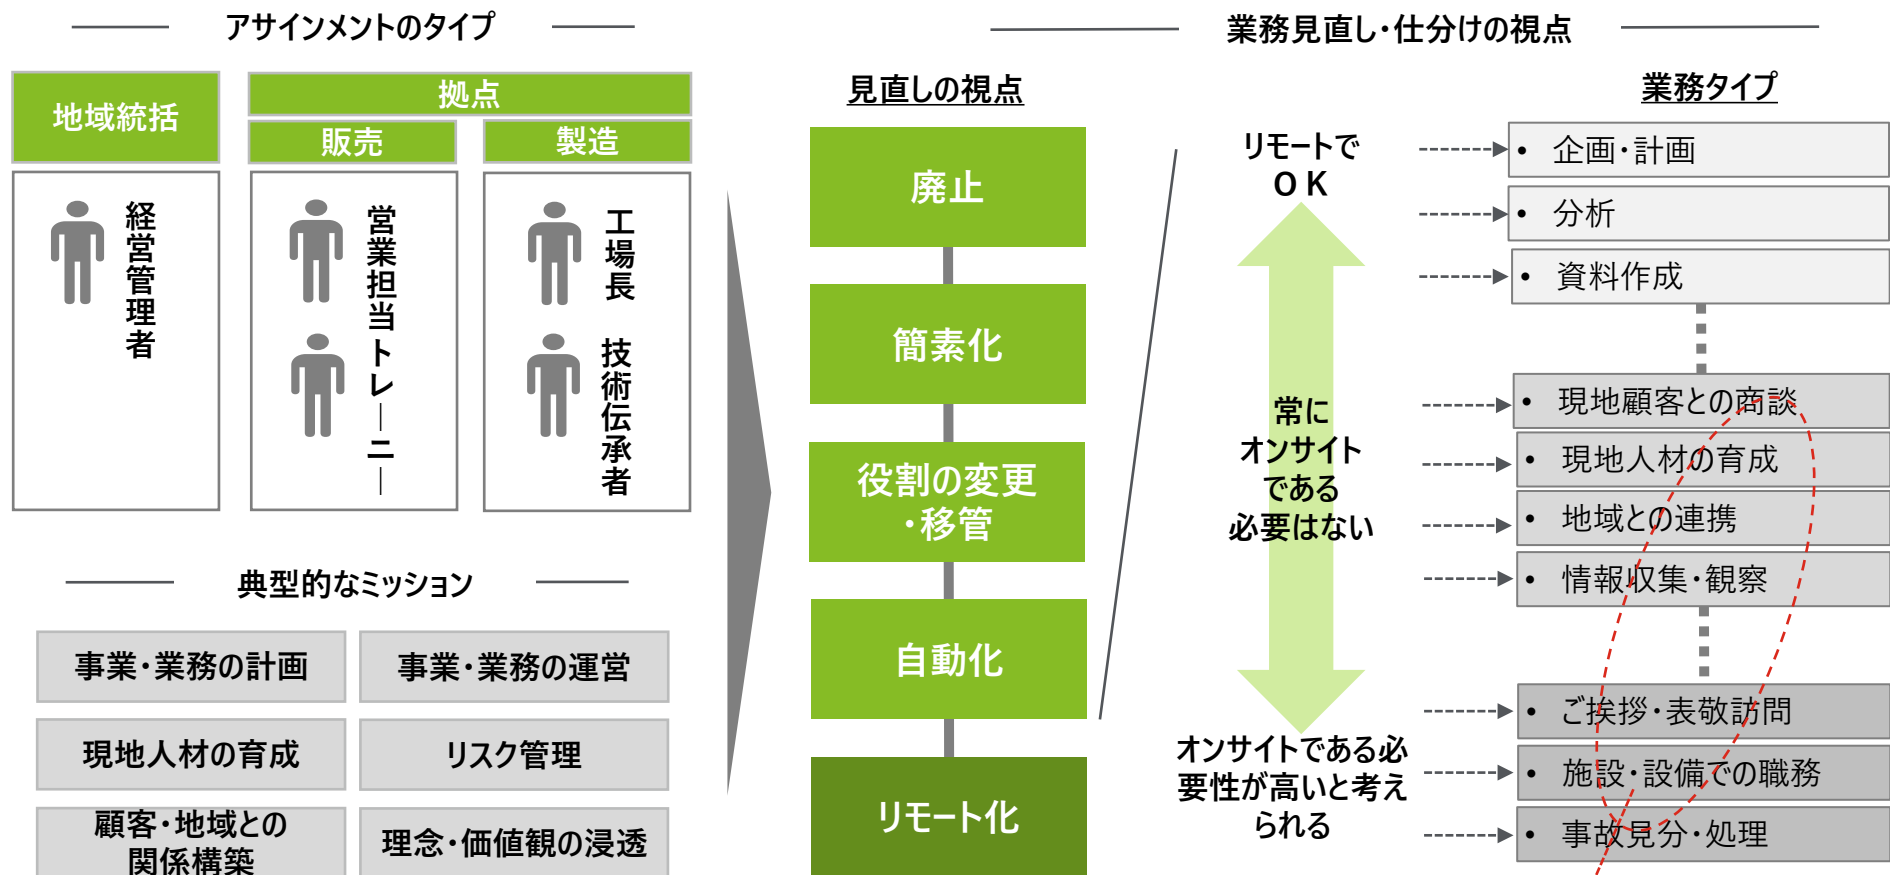 アサインメントのタイプ
地域統括
拠点
販売
製造
経営管理者
営業担当
トレーニー
工場長
技術伝承者
典型的なミッション
事業・業務の計画
事業・業務の運営
現地人材の育成
リスク管理
顧客・地域との
関係構築
理念・価値観の浸透
業務見直し・仕分けの視点
見直しの視点
廃止
簡素化
役割の変更
・移管
自動化
リモート化
リモートで
ＯＫ
常に
オンサイト
である
必要はない
オンサイトである必
要性が高いと考え
られる
業務タイプ
• 企画・計画
• 分析
• 資料作成
• 現地顧客との商談
• 現地人材の育成
• 地域との連携
• 情報収集・観察
• ご挨拶・表敬訪問
• 施設・設備での職務
• 事故見分・処理